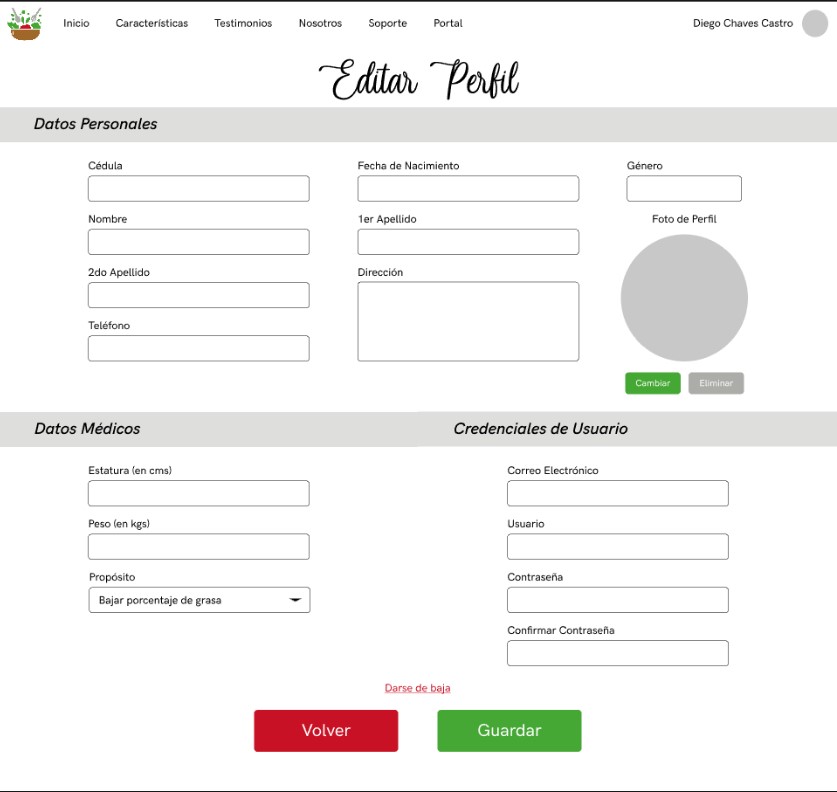 Inicio Características Testimonios Nosotros Soporte Portal Diego Chaves Castro
Editar Perfil
Datos Personales
Cédula Fecha de Nacimiento Género
Nombre 1er Apellido Foto de Perfil
2do Apellido Dirección
Teléfono
Cambiar Eliminar
Datos Médicos Credenciales de Usuario
Estatura (en cms) Correo Electrónico
Peso (en kgs) Usuario
Propósito Contraseña
Bajar porcentaje de grasa
Confirmar Contraseña
Darse de baja
Volver Guardar